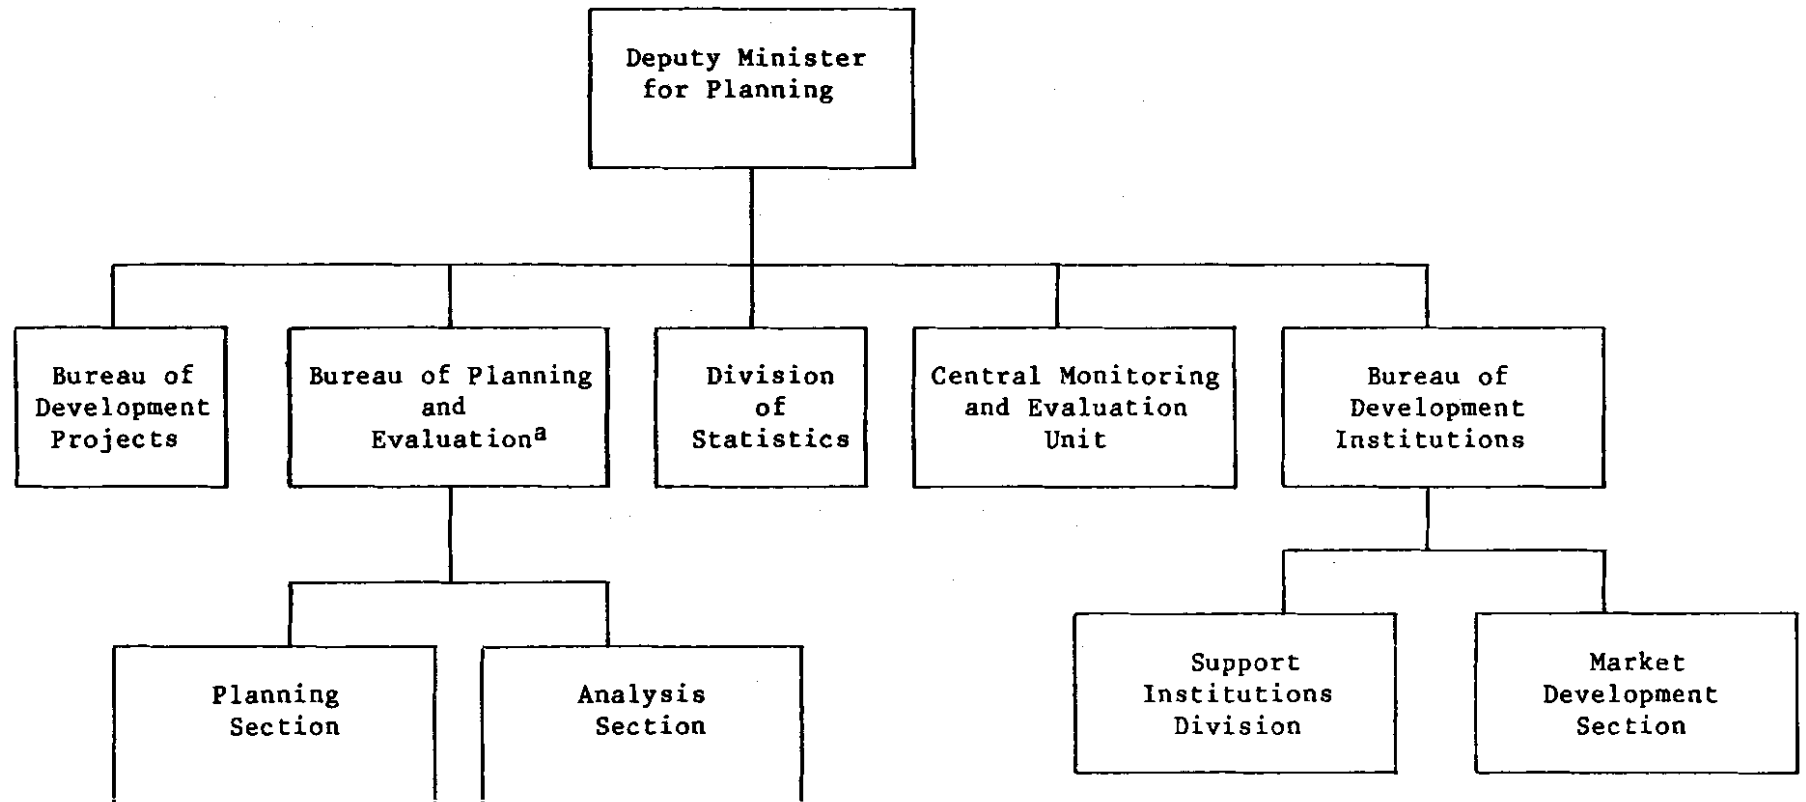 Deputy Minister
for Planning
Bureau of
Development
Projects
Bureau of Planning
and
Evaluationᵃ
Division
of
Statistics
Central Monitoring
and Evaluation
Unit
Bureau of
Development
Institutions
Planning
Section
Analysis
Section
Support
Institutions
Division
Market
Development
Section